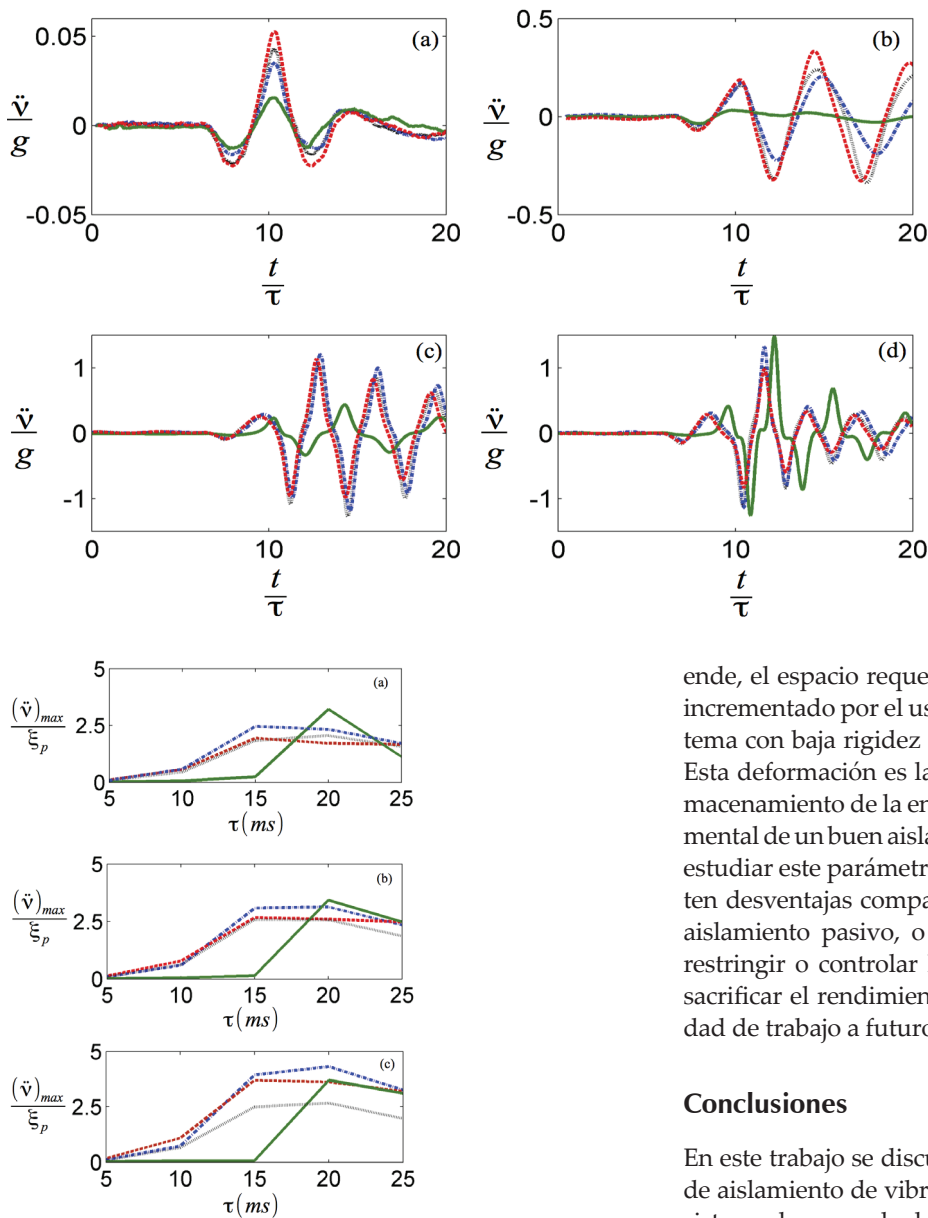 0.05
0
-0.05
v̈
g
(a)
0 10 20
t
τ
0.5
0
-0.5
v̈
g
(b)
0 10 20
t
τ
1
0
-1
v̈
g
(c)
0 10 20
t
τ
1
0
-1
v̈
g
(d)
0 10 20
t
τ
5
2.5
0
(v̈)max
ξp
(a)
5 10 15 20 25
τ(ms)
5
2.5
0
(v̈)max
ξp
(b)
5 10 15 20 25
τ(ms)
5
2.5
0
(v̈)max
ξp
(c)
5 10 15 20 25
τ(ms)
ende, el espacio reque
incrementado por el us
tema con baja rigidez
Esta deformación es la
macenamiento de la en
mental de un buen aisla
estudiar este parámetr
ten desventajas compa
aislamiento pasivo, o
restringir o controlar
sacrificar el rendimien
dad de trabajo a futuro
Conclusiones
En este trabajo se discu
de aislamiento de vibr